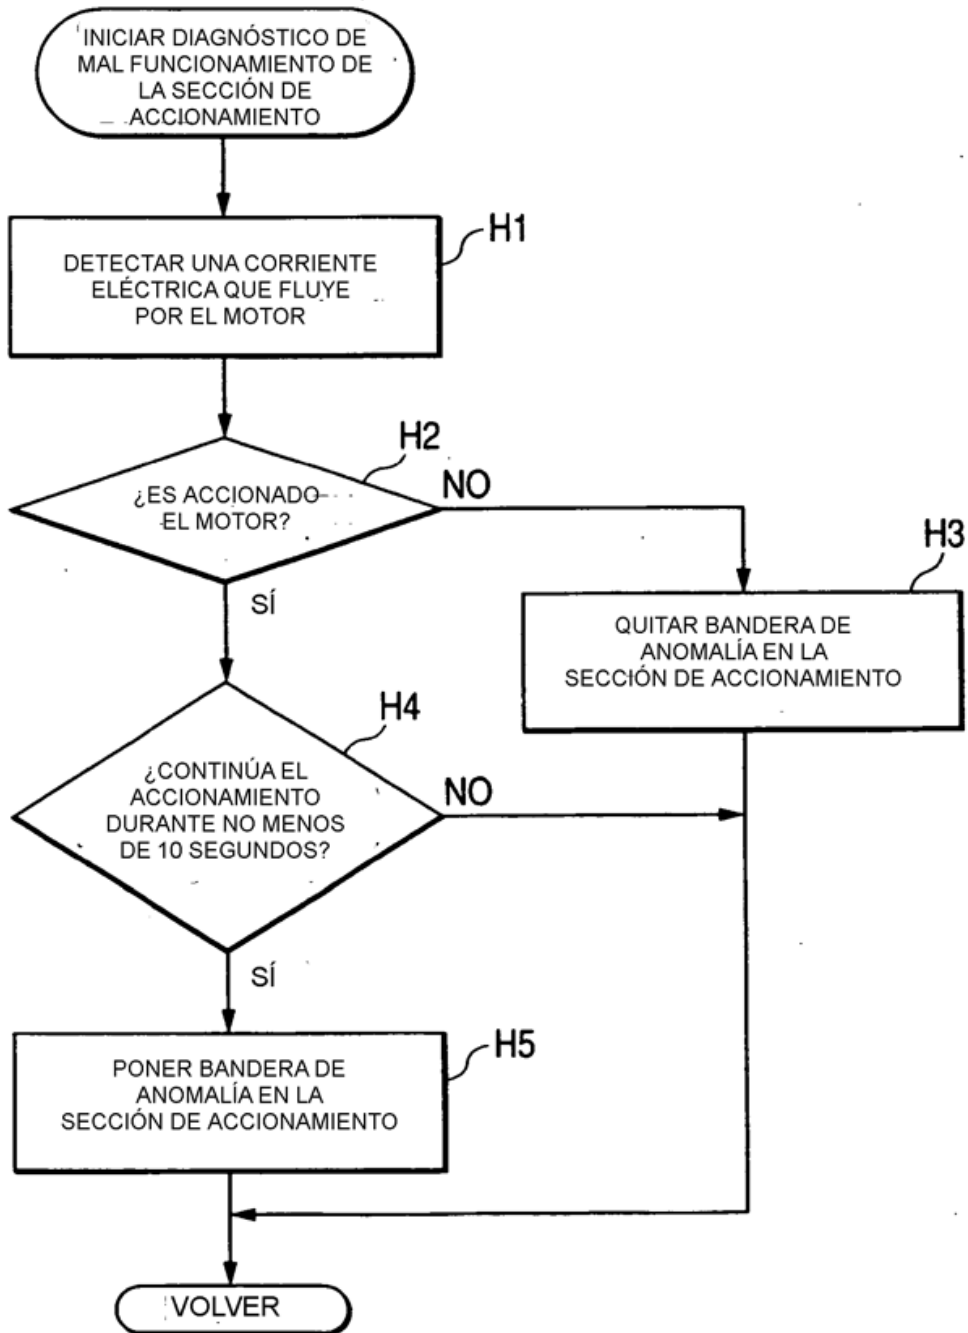 INICIAR DIAGNÓSTICO DE
MAL FUNCIONAMIENTO DE
LA SECCIÓN DE
ACCIONAMIENTO
H1
DETECTAR UNA CORRIENTE
ELÉCTRICA QUE FLUYE
POR EL MOTOR
H2
¿ES ACCIONADO
EL MOTOR?
NO
SÍ
H3
QUITAR BANDERA DE
ANOMALÍA EN LA
SECCIÓN DE ACCIONAMIENTO
H4
¿CONTINÚA EL
ACCIONAMIENTO
DURANTE NO MENOS
DE 10 SEGUNDOS?
NO
SÍ
H5
PONER BANDERA DE
ANOMALÍA EN LA
SECCIÓN DE ACCIONAMIENTO
VOLVER